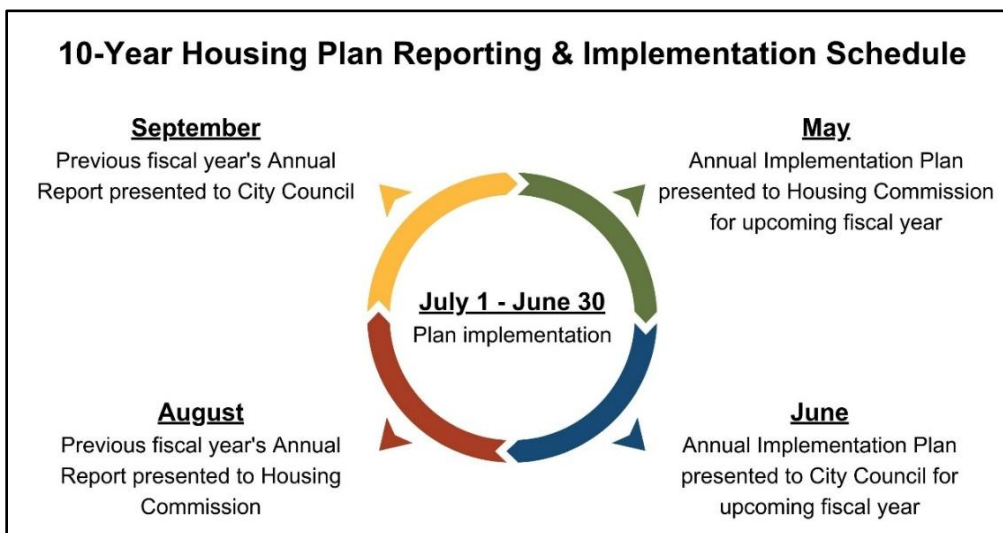 10-Year Housing Plan Reporting & Implementation Schedule
September
Previous fiscal year's Annual
Report presented to City Council
May
Annual Implementation Plan
presented to Housing Commission
for upcoming fiscal year
July 1 - June 30
Plan implementation
August
Previous fiscal year's Annual
Report presented to Housing
Commission
June
Annual Implementation Plan
presented to City Council for
upcoming fiscal year